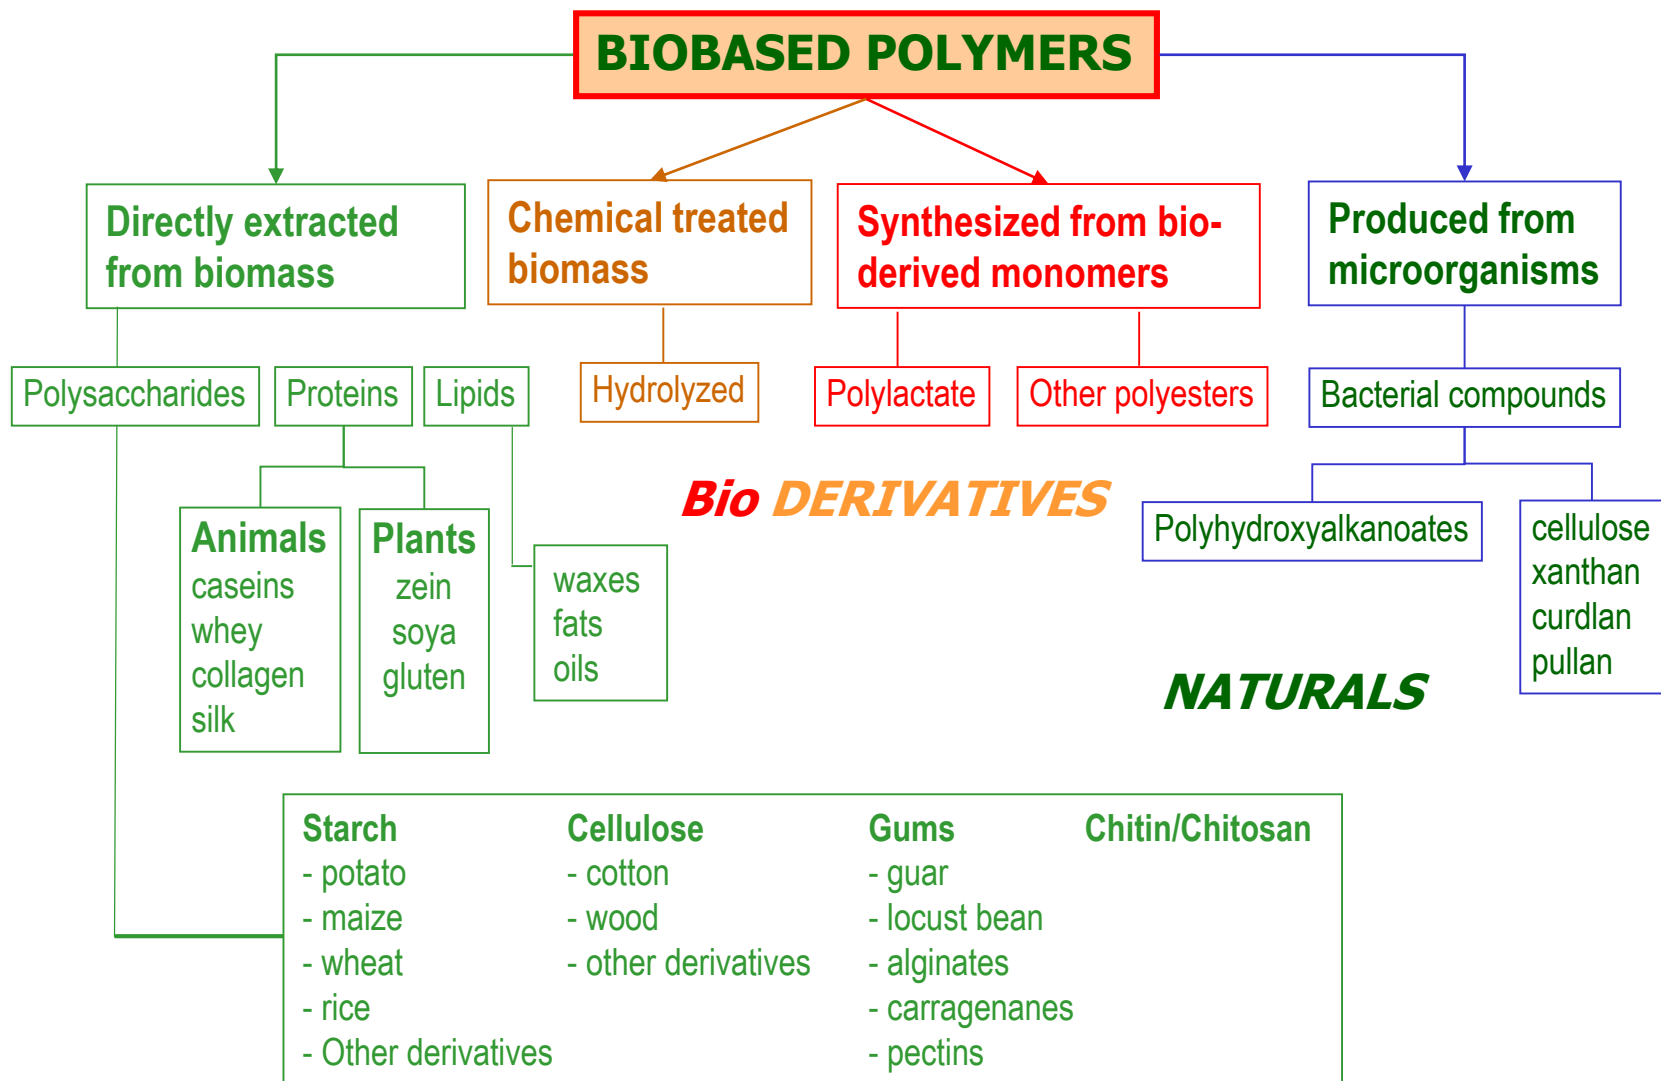 BIOBASED POLYMERS
Directly extracted
from biomass
Chemical treated
biomass
Synthesized from bio-
derived monomers
Produced from
microorganisms
Polysaccharides
Proteins
Lipids
Hydrolyzed
Polylactate
Other polyesters
Bacterial compounds
Bio DERIVATIVES
Animals
caseins
whey
collagen
silk
Plants
zein
soya
gluten
waxes
fats
oils
Polyhydroxyalkanoates
cellulose
xanthan
curdlan
pullan
NATURALS
Starch
- potato
- maize
- wheat
- rice
- Other derivatives
Cellulose
- cotton
- wood
- other derivatives
Gums
- guar
- locust bean
- alginates
- carragenanes
- pectins
Chitin/Chitosan